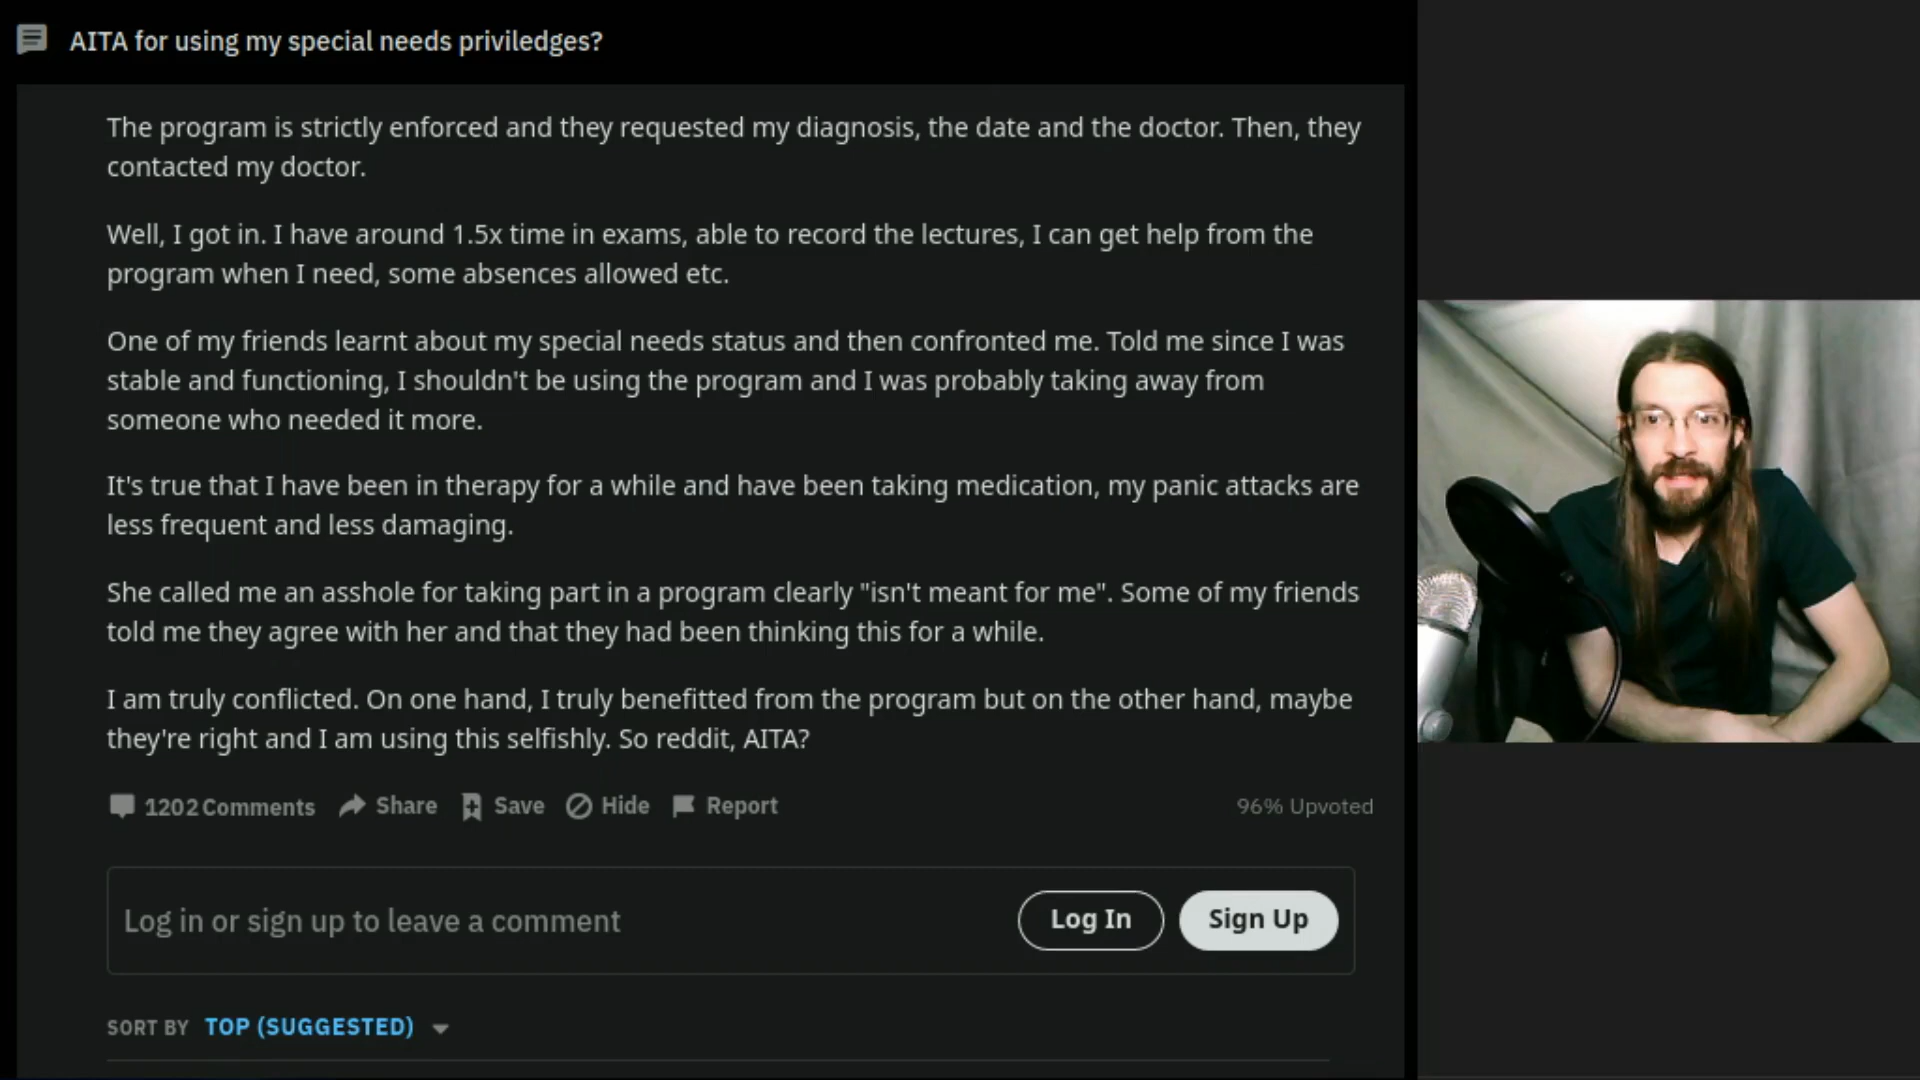 AITA for using my special needs priviledges?
The program is strictly enforced and they requested my diagnosis, the date and the doctor. Then, they
contacted my doctor.
Well, I got in. I have around 1.5x time in exams, able to record the lectures, I can get help from the
program when I need, some absences allowed etc.
One of my friends learnt about my special needs status and then confronted me. Told me since I was
stable and functioning, I shouldn't be using the program and I was probably taking away from
someone who needed it more.
It's true that I have been in therapy for a while and have been taking medication, my panic attacks are
less frequent and less damaging.
She called me an asshole for taking part in a program clearly "isn't meant for me". Some of my friends
told me they agree with her and that they had been thinking this for a while.
I am truly conflicted. On one hand, I truly benefitted from the program but on the other hand, maybe
they're right and I am using this selfishly. So reddit, AITA?
1202 Comments Share Save Hide Report 96% Upvoted
Log in or sign up to leave a comment Log In Sign Up
SORT BY TOP (SUGGESTED)